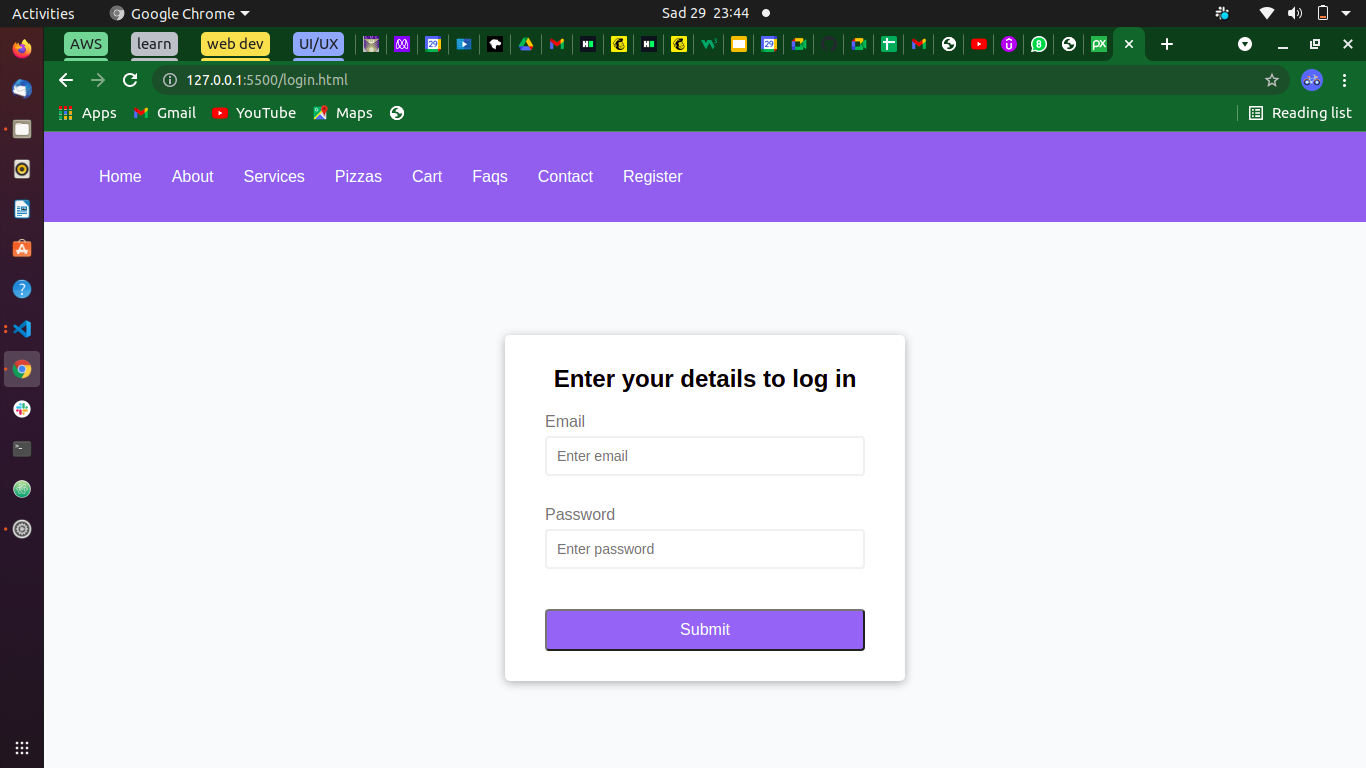 Activities Google Chrome Sad 29 23:44
AWS learn web dev UI/UX
127.0.0.1:5500/login.html
Apps Gmail YouTube Maps Reading list
Home About Services Pizzas Cart Faqs Contact Register
Enter your details to log in
Email
Enter email
Password
Enter password
Submit